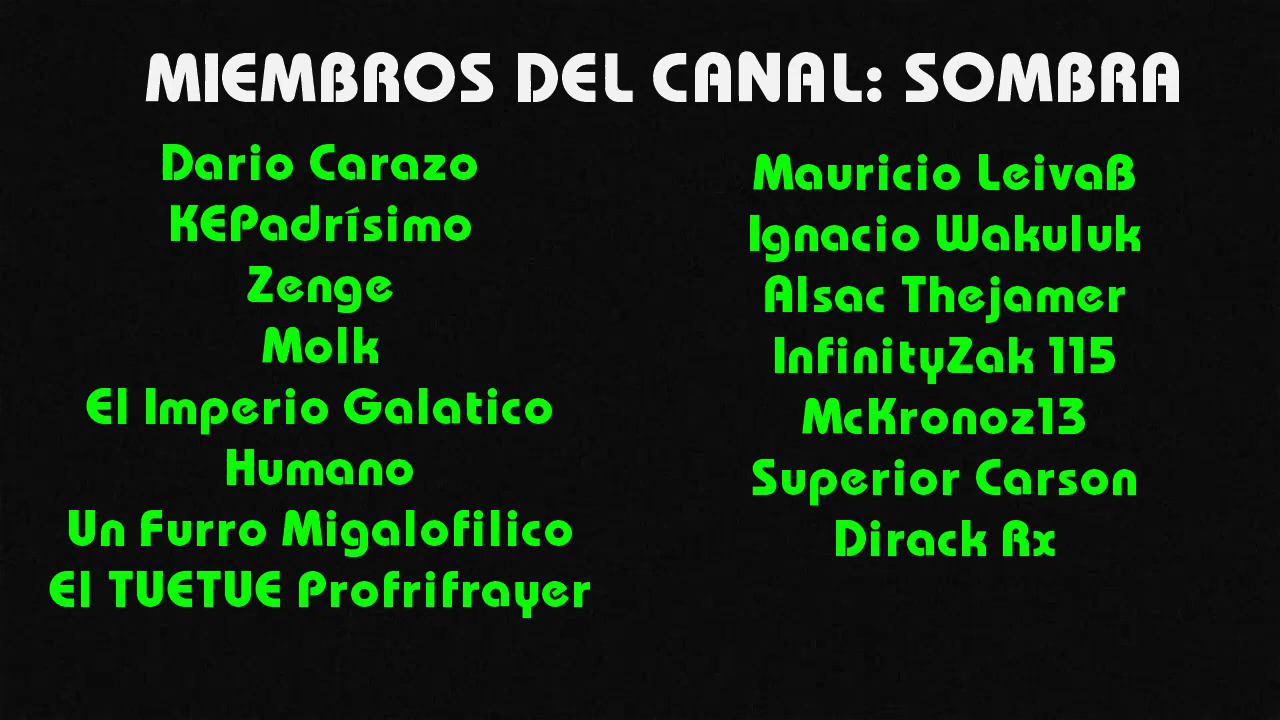 MIEMBROS DEL CANAL: SOMBRA
Dario Carazo
KEPadrísimo
Zenge
Molk
El Imperio Galatico
Humano
Un Furro Migalofilico
El TUETUE Profrifrayer
Mauricio LeivaB
Ignacio Wakuluk
Alsac Thejamer
InfinityZak 115
McKronoz13
Superior Carson
Dirack Rx